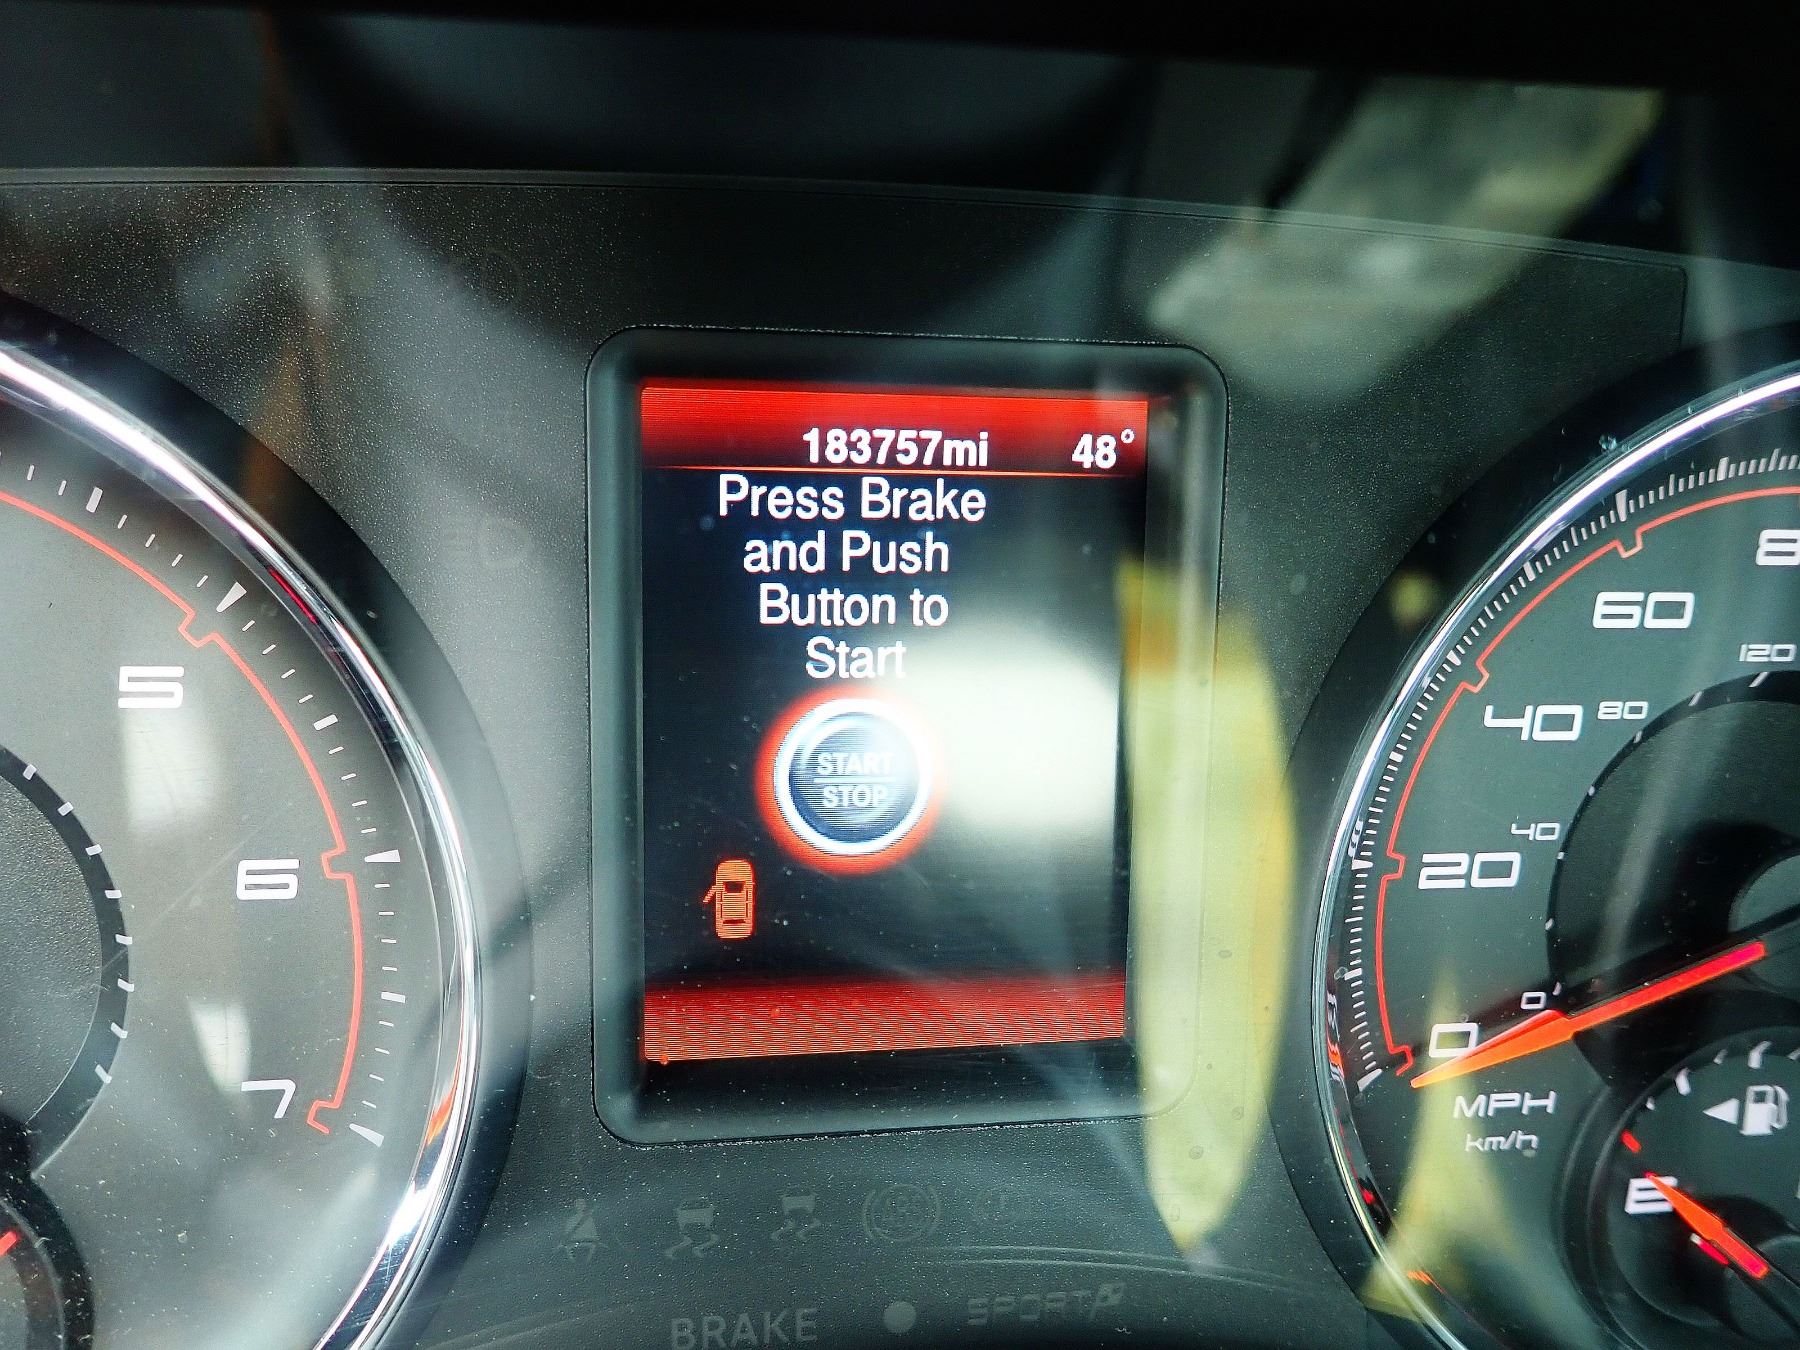 183757mi 48°
Press Brake
and Push
Button to
Start
START
STOP
5
6
7
8
60
120
40 80
40
20
0
0
MPH
km/h
E
BRAKE
SPORT